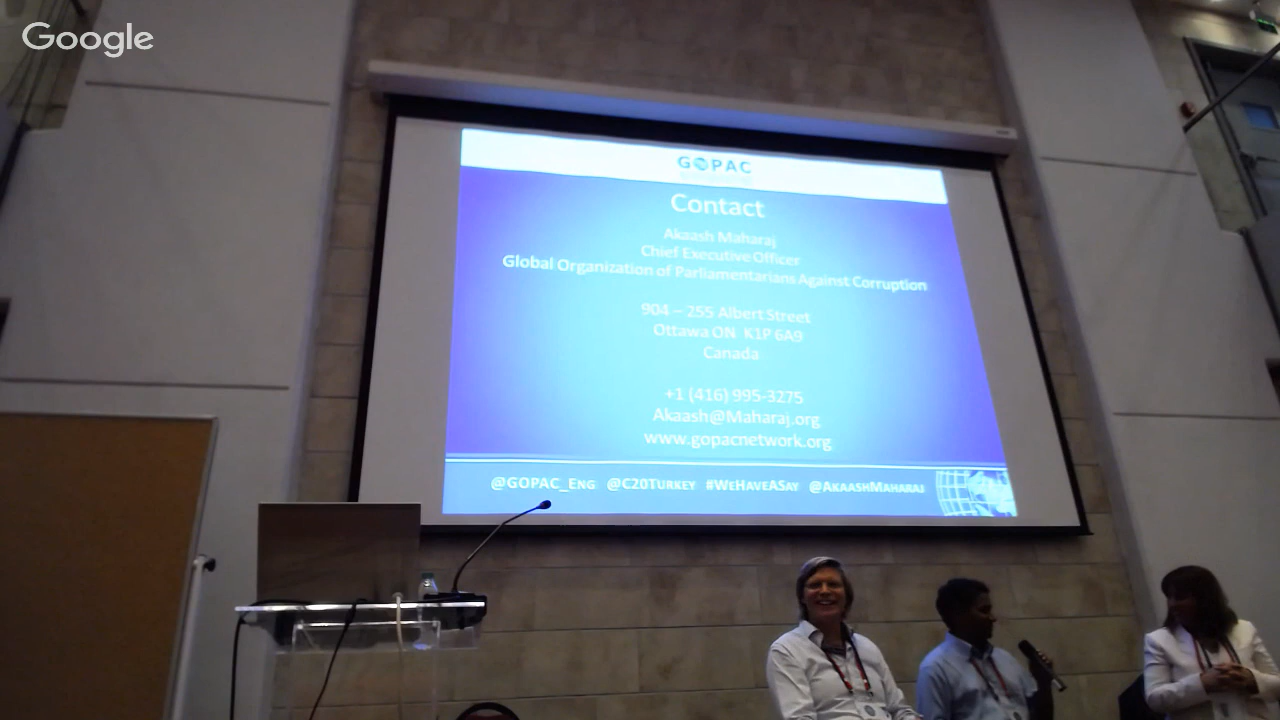 Google
GOPAC
Contact
Akaash Maharaj
Chief Executive Officer
Global Organization of Parliamentarians Against Corruption
904 – 255 Albert Street
Ottawa ON K1P 6A9
Canada
+1 (416) 995-3275
Akaash@Maharaj.org
www.gopacnetwork.org
@GOPAC_Eng @C20Turkey #WeHaveASay @AkaashMaharaj